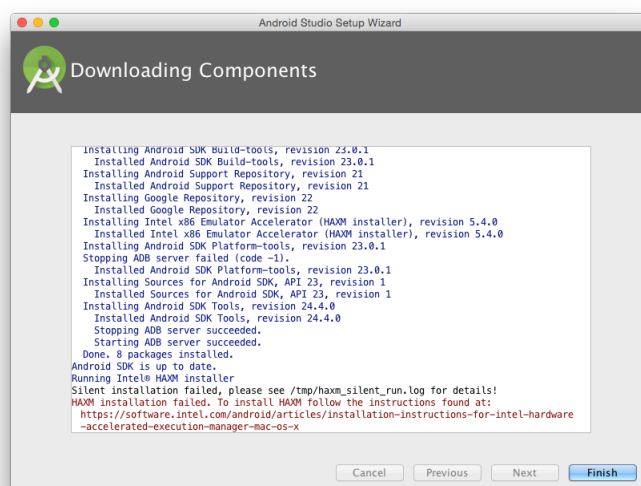 Android Studio Setup Wizard
Downloading Components
Installing Android SDK Build-tools, revision 23.0.1
Installed Android SDK Build-tools, revision 23.0.1
Installing Android Support Repository, revision 21
Installed Android Support Repository, revision 21
Installing Google Repository, revision 22
Installed Google Repository, revision 22
Installing Intel x86 Emulator Accelerator (HAXM installer), revision 5.4.0
Installed Intel x86 Emulator Accelerator (HAXM installer), revision 5.4.0
Installing Android SDK Platform-tools, revision 23.0.1
Stopping ADB server failed (code -1).
Installed Android SDK Platform-tools, revision 23.0.1
Installing Sources for Android SDK, API 23, revision 1
Installed Sources for Android SDK, API 23, revision 1
Installing Android SDK Tools, revision 24.4.0
Installed Android SDK Tools, revision 24.4.0
Stopping ADB server succeeded.
Starting ADB server succeeded.
Done. 8 packages installed.
Android SDK is up to date.
Running Intel® HAXM installer
Silent installation failed, please see /tmp/haxm_silent_run.log for details!
HAXM installation failed. To install HAXM follow the instructions found at:
https://software.intel.com/android/articles/installation-instructions-for-intel-hardware
-accelerated-execution-manager-mac-os-x
Cancel Previous Next Finish